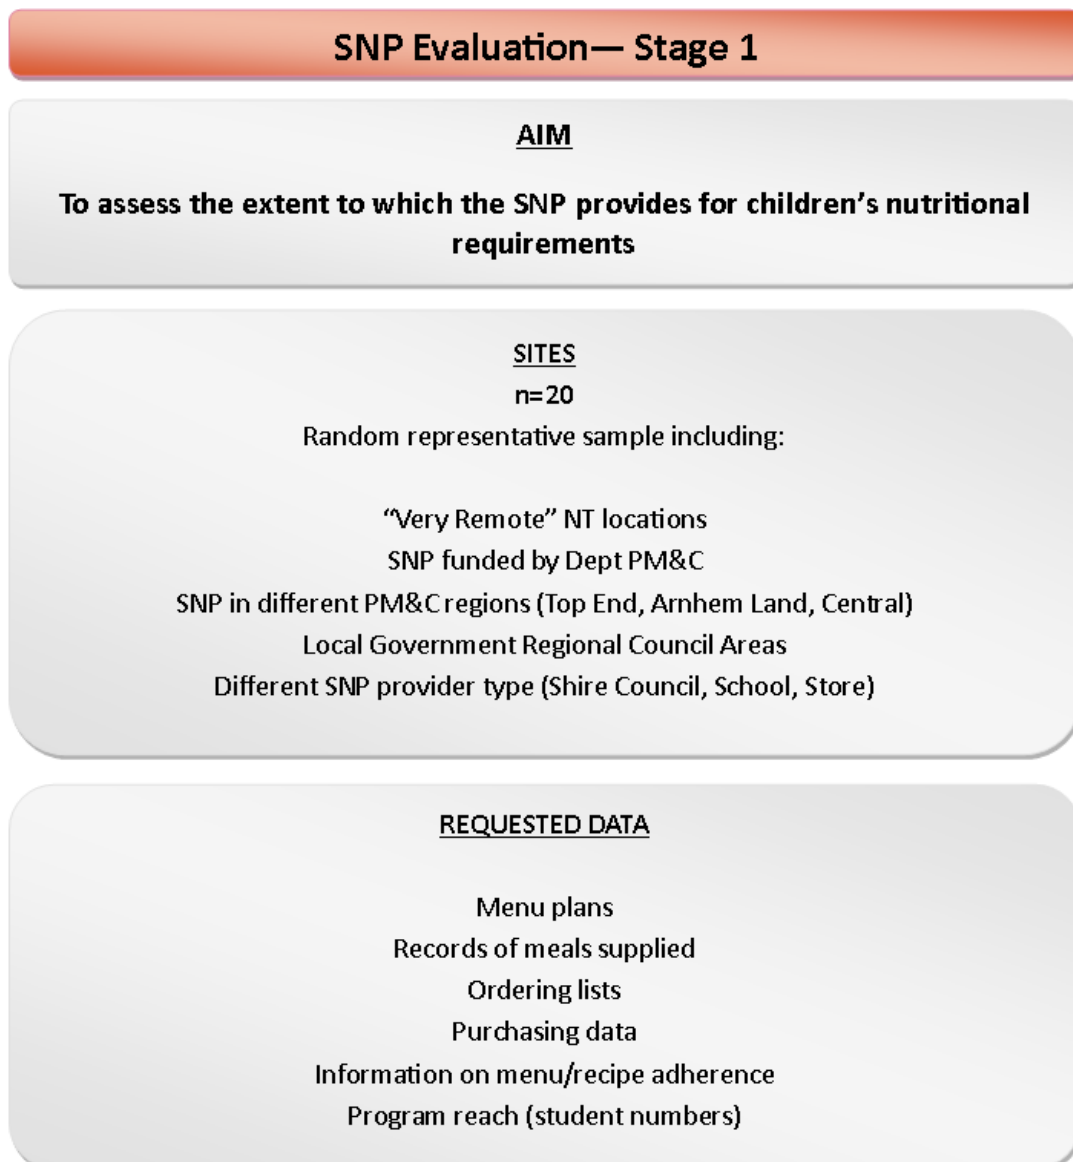 SNP Evaluation— Stage 1
AIM
To assess the extent to which the SNP provides for children's nutritional
requirements
SITES
n=20
Random representative sample including:
“Very Remote” NT locations
SNP funded by Dept PM&C
SNP in different PM&C regions (Top End, Arnhem Land, Central)
Local Government Regional Council Areas
Different SNP provider type (Shire Council, School, Store)
REQUESTED DATA
Menu plans
Records of meals supplied
Ordering lists
Purchasing data
Information on menu/recipe adherence
Program reach (student numbers)